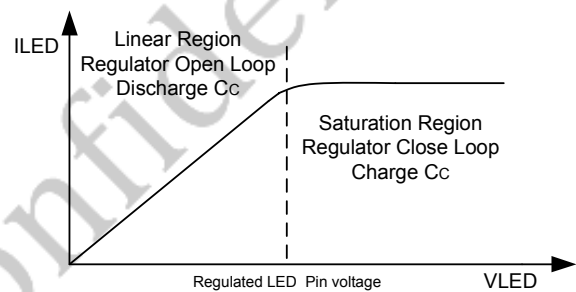 ILED
Linear Region
Regulator Open Loop
Discharge Cc
Saturation Region
Regulator Close Loop
Charge Cc
Regulated LED Pin voltage
VLED